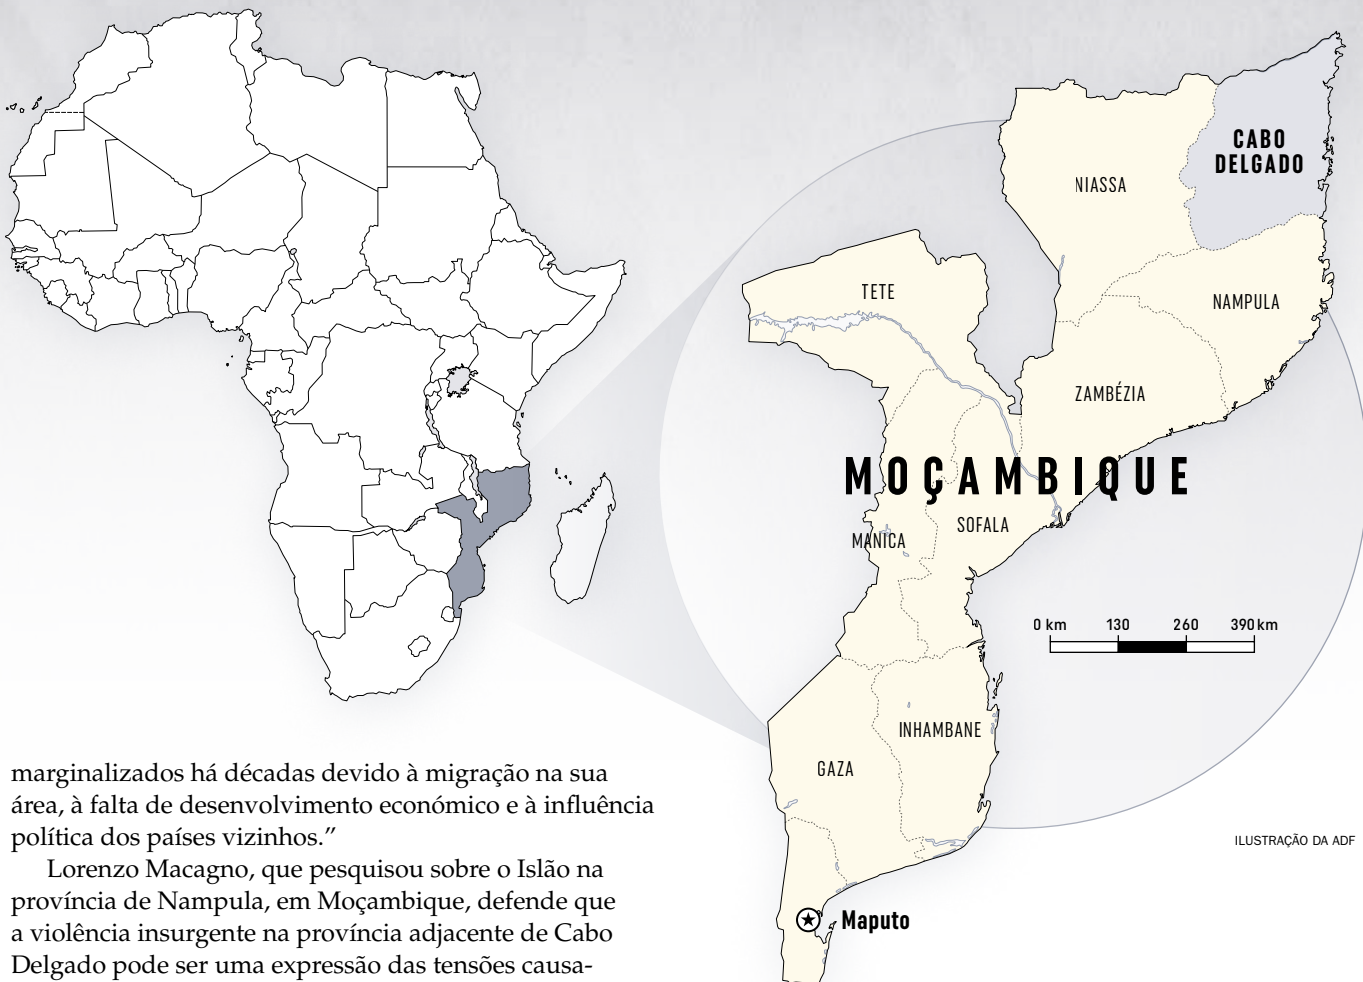 CABO
DELGADO
NIASSA
TETE
NAMPULA
ZAMBÉZIA
MOÇAMBIQUE
SOFALA
MANICA
0 km 130 260 390 km
INHAMBANE
GAZA
Maputo
ILUSTRAÇÃO DA ADF
marginalizados há décadas devido à migração na sua
área, à falta de desenvolvimento económico e à influência
política dos países vizinhos.”
Lorenzo Macagno, que pesquisou sobre o Islão na
província de Nampula, em Moçambique, defende que
a violência insurgente na província adjacente de Cabo
Delgado pode ser uma expressão das tensões causa-